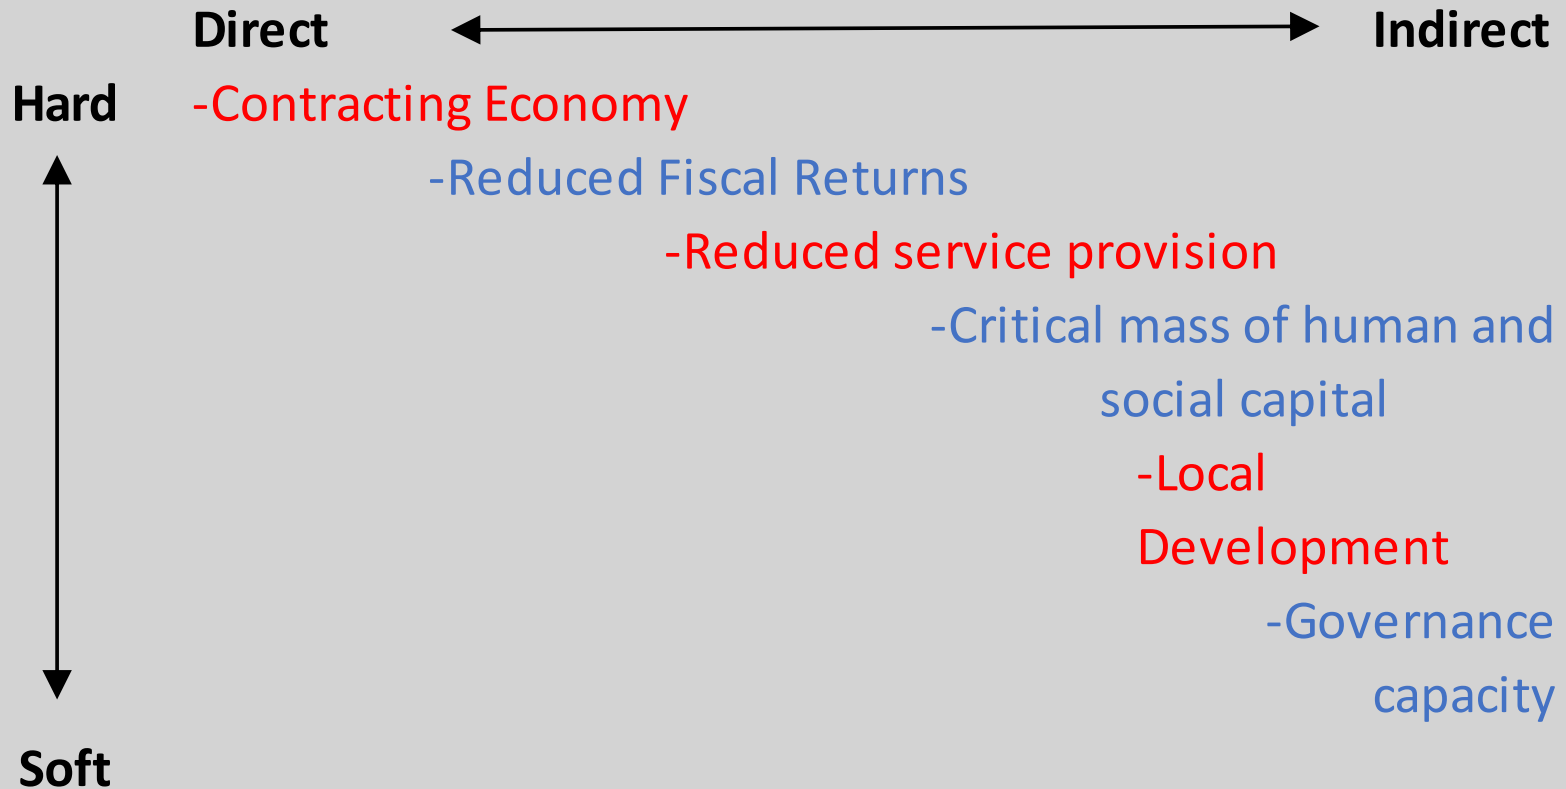 Direct Indirect
Hard -Contracting Economy
-Reduced Fiscal Returns
-Reduced service provision
-Critical mass of human and
social capital
-Local
Development
-Governance
capacity
Soft